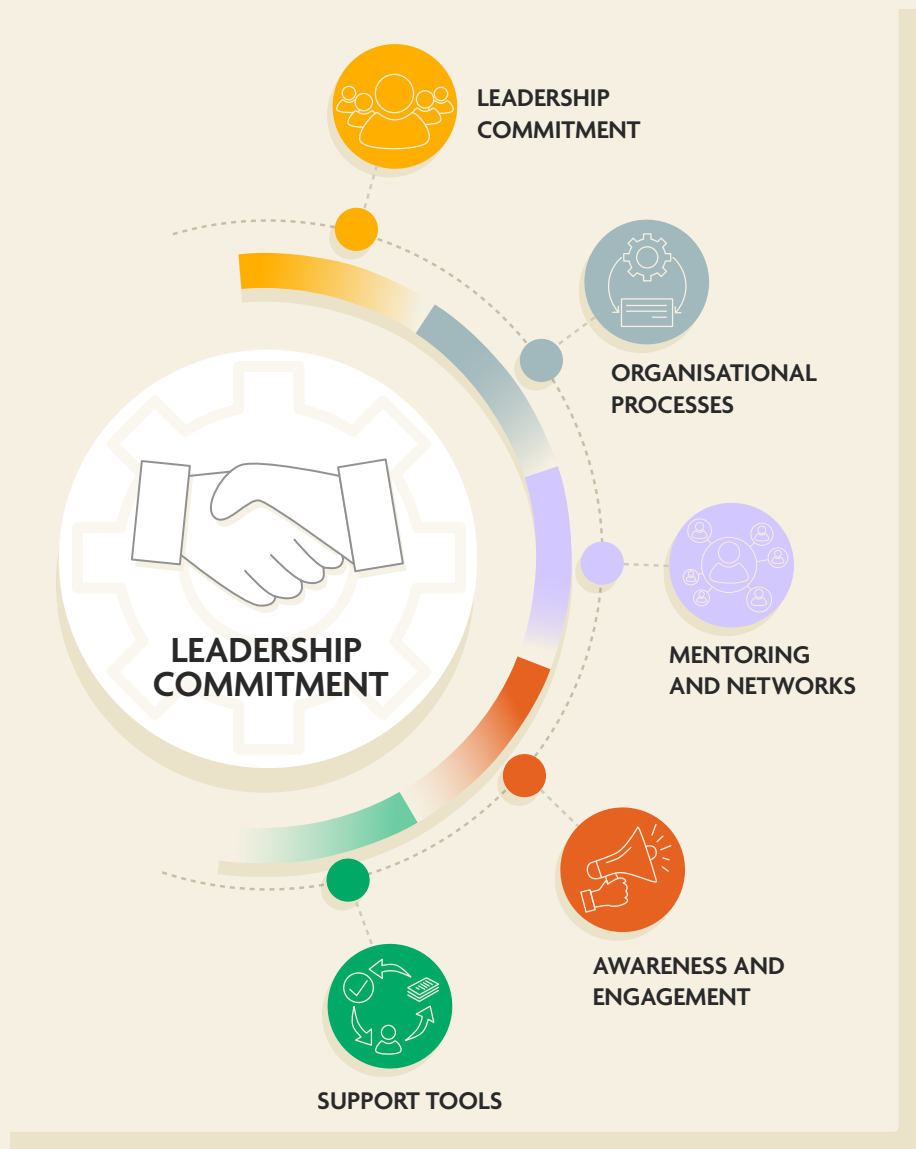 LEADERSHIP
COMMITMENT
ORGANISATIONAL
PROCESSES
LEADERSHIP
COMMITMENT
MENTORING
AND NETWORKS
AWARENESS AND
ENGAGEMENT
SUPPORT TOOLS